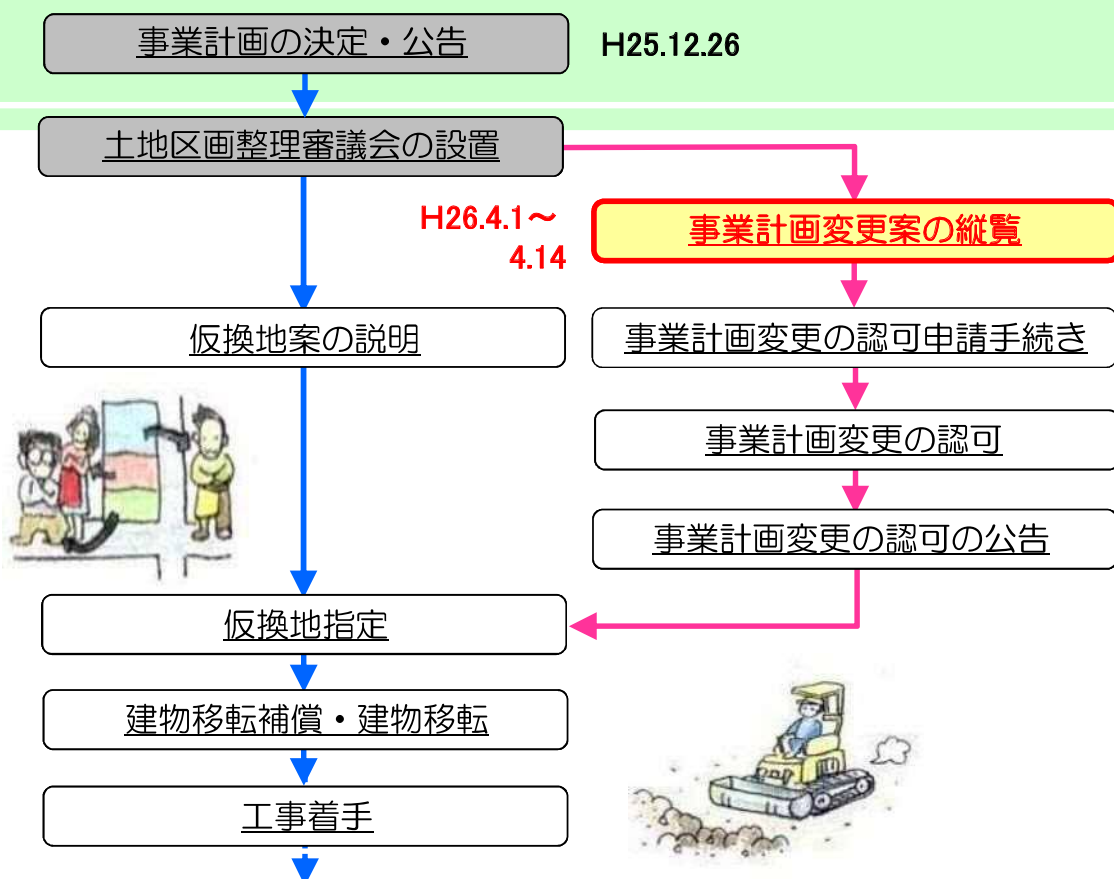 事業計画の決定・公告
H25.12.26
土地区画整理審議会の設置
H26.4.1～
4.14
事業計画変更案の縦覧
仮換地案の説明
事業計画変更の認可申請手続き
事業計画変更の認可
事業計画変更の認可の公告
仮換地指定
建物移転補償・建物移転
工事着手